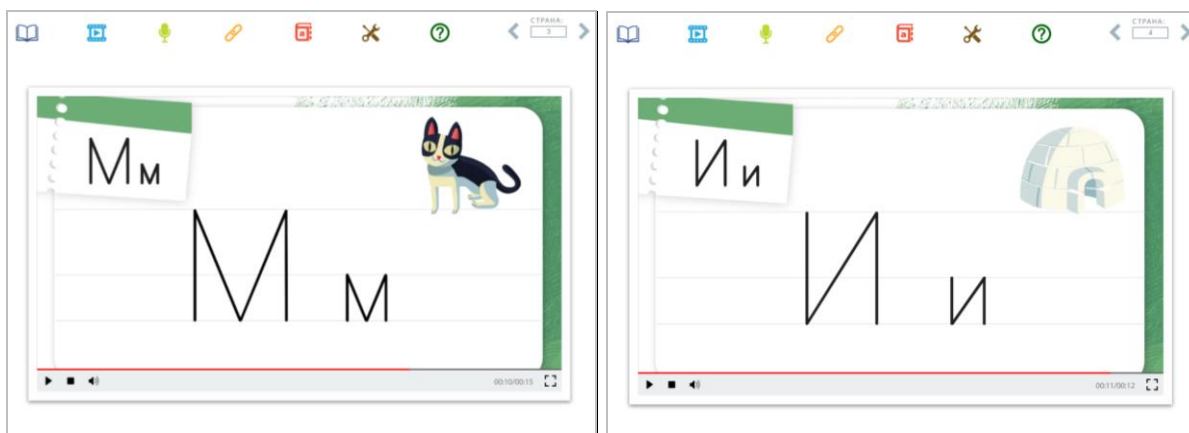 СТРАНА:
3
Мм
М м
00:10/00:15
СТРАНА:
4
Ии
И и
00:11/00:12